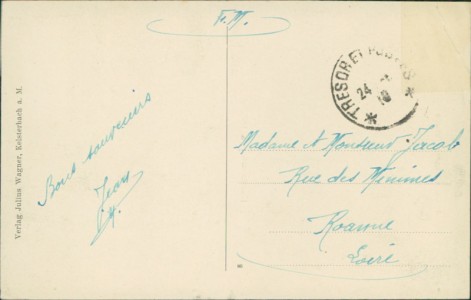 F.M.
TRESOR ET POSTES
24
Verlag Julius Wagner, Kelsterbach a. M.
Bons souvenirs
Jean
Madame et Monsieur Jacob
Rue des Minimes
Roanne
Loire
8